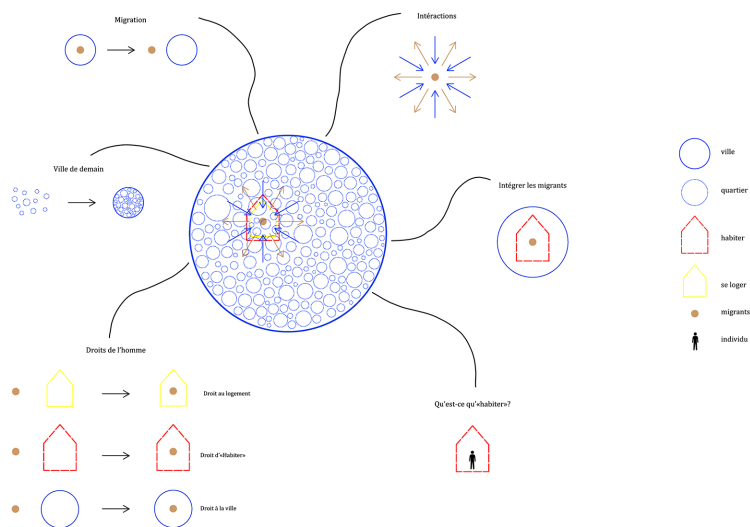 Migration
Intéractions
Ville de demain
Intégrer les migrants
Droits de l'homme
Droit au logement
Droit d'«Habiter»
Droit à la ville
Qu'est-ce qu'«habiter»?
ville
quartier
habiter
se loger
migrants
individu